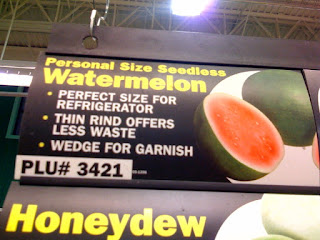 Personal Size Seedless
Watermelon
• PERFECT SIZE FOR
REFRIGERATOR
• THIN RIND OFFERS
LESS WASTE
• WEDGE FOR GARNISH
PLU# 3421
Honeydew